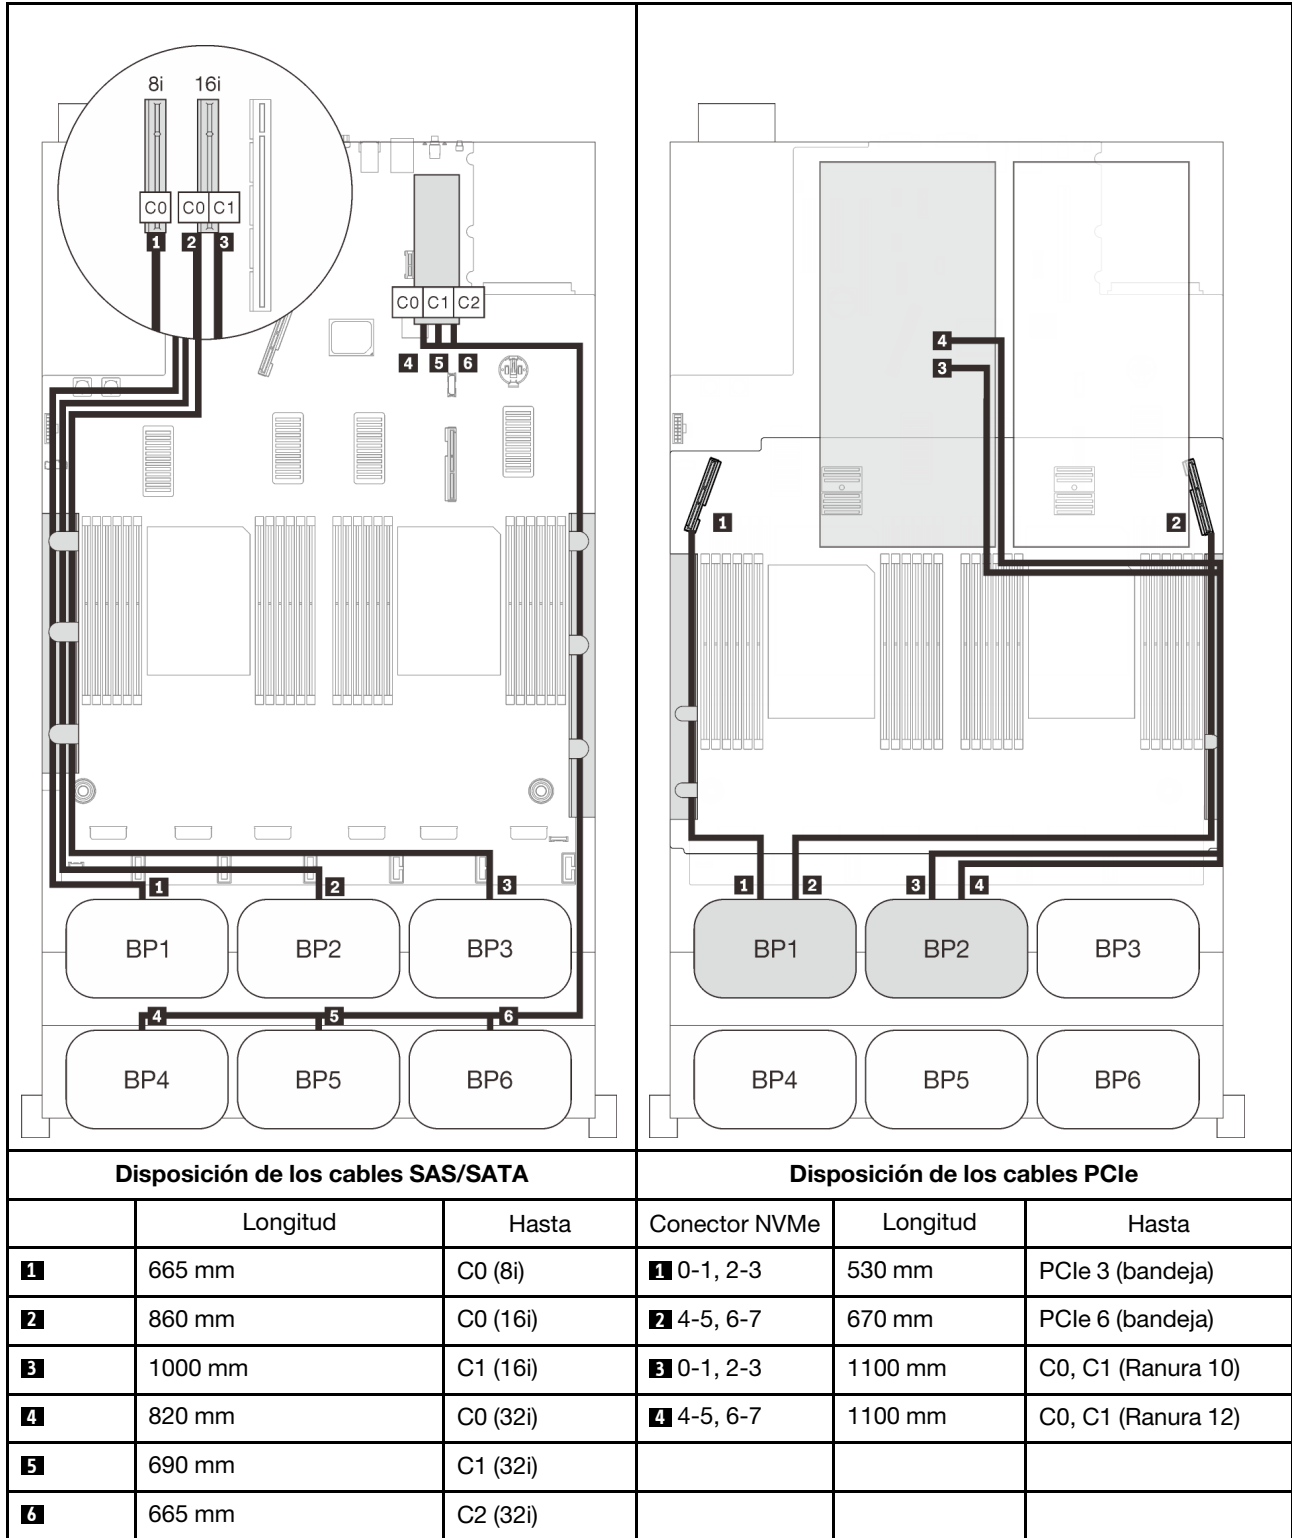 8i 16i
C0 C0 C1
1 2 3
C0 C1 C2
4 5 6
1 2 3
BP1 BP2 BP3
4 5 6
BP4 BP5 BP6
4
3
1 2
1 2 3 4
BP1 BP2 BP3
BP4 BP5 BP6
Disposición de los cables SAS/SATA Disposición de los cables PCIe
Longitud Hasta Conector NVMe Longitud Hasta
1 665 mm C0 (8i) 1 0-1, 2-3 530 mm PCIe 3 (bandeja)
2 860 mm C0 (16i) 2 4-5, 6-7 670 mm PCIe 6 (bandeja)
3 1000 mm C1 (16i) 3 0-1, 2-3 1100 mm C0, C1 (Ranura 10)
4 820 mm C0 (32i) 4 4-5, 6-7 1100 mm C0, C1 (Ranura 12)
5 690 mm C1 (32i)
6 665 mm C2 (32i)